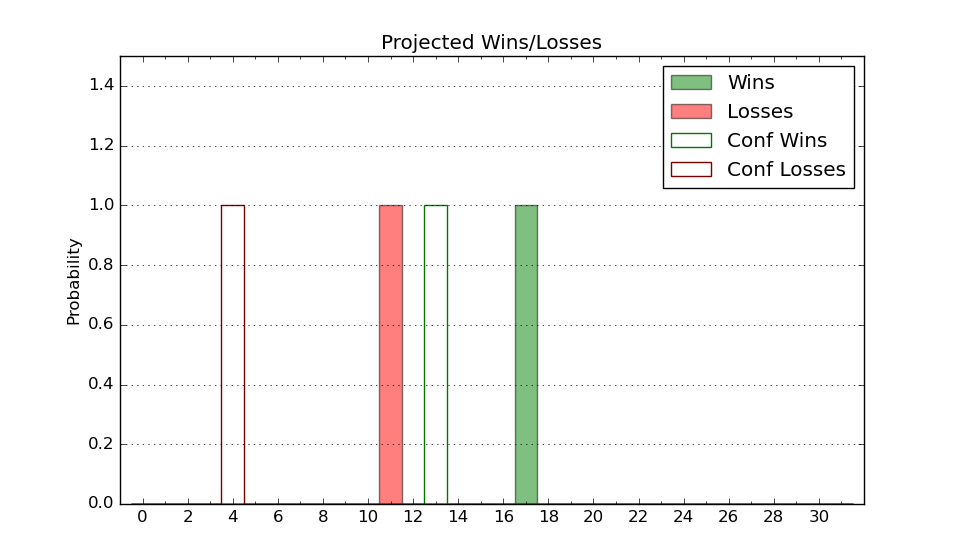 Projected Wins/Losses
Wins
Losses
Conf Wins
Conf Losses
Probability
1.4
1.2
1.0
0.8
0.6
0.4
0.2
0.0
0 2 4 6 8 10 12 14 16 18 20 22 24 26 28 30